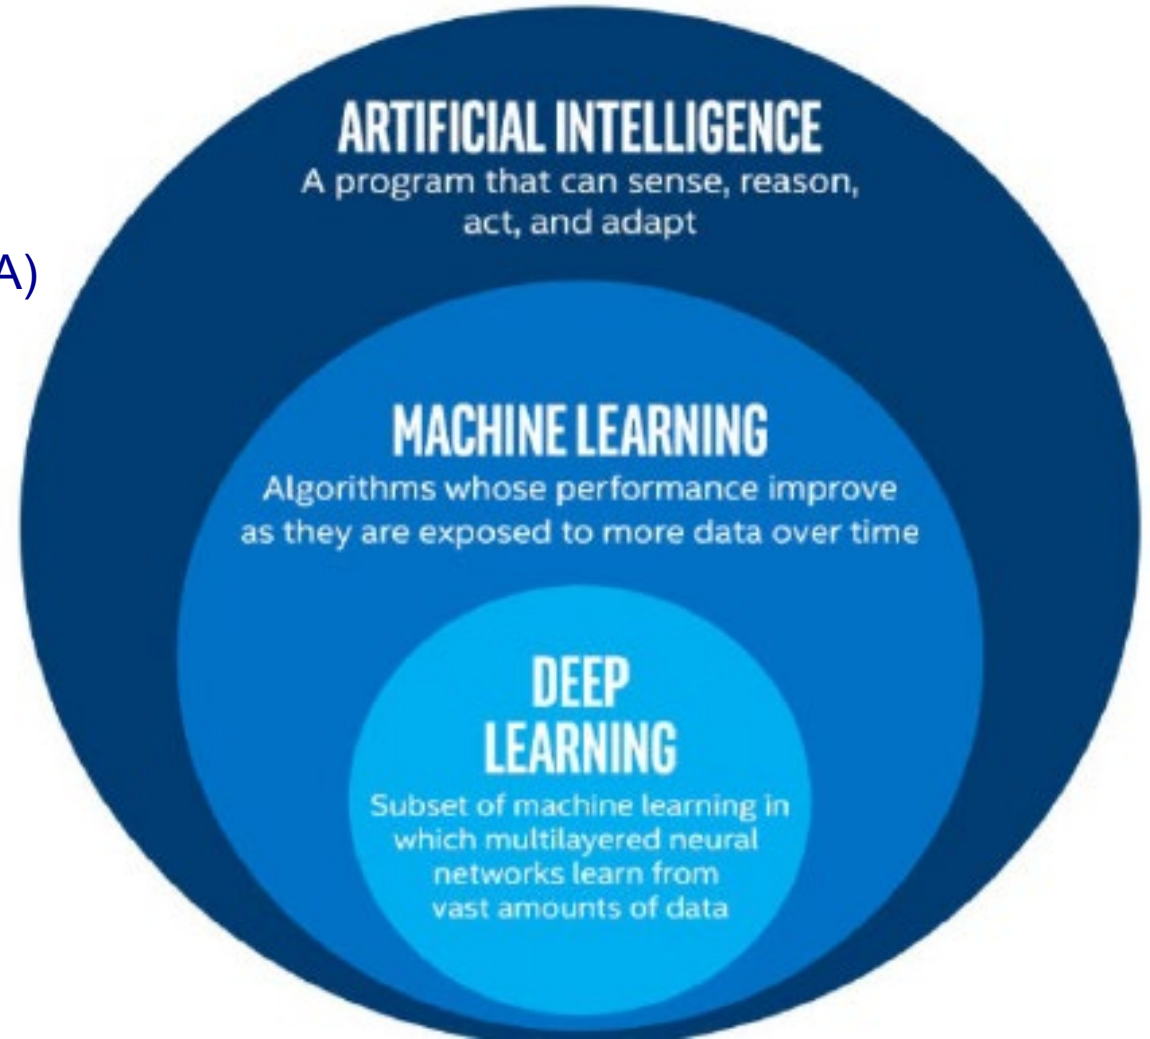 ARTIFICIAL INTELLIGENCE
A program that can sense, reason,
act, and adapt
A)
MACHINE LEARNING
Algorithms whose performance improve
as they are exposed to more data over time
DEEP
LEARNING
Subset of machine learning in
which multilayered neural
networks learn from
vast amounts of data